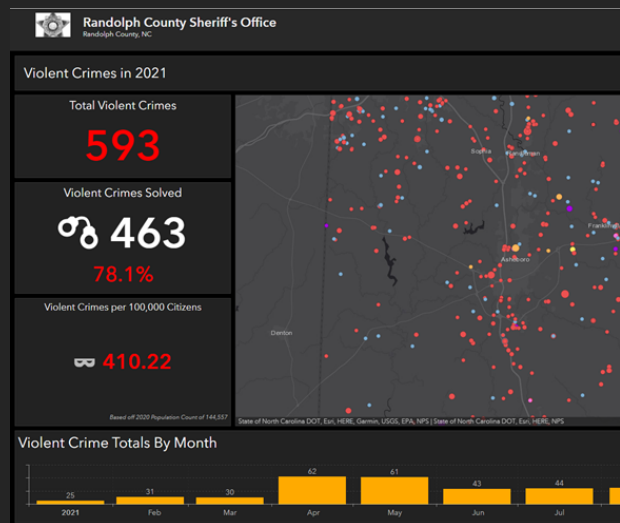 Randolph County Sheriff's Office
Randolph County, NC
Violent Crimes in 2021
Total Violent Crimes
593
Violent Crimes Solved
463
78.1%
Violent Crimes per 100,000 Citizens
410.22
Based off 2020 Population Count of 144,557
Asheboro
Denton
State of North Carolina DOT, Esri, HERE, Garmin, USGS, EPA, NPS | State of North Carolina DOT, Esri, HERE, NPS
Violent Crime Totals By Month
25 31 30 62 61 43 44
2021 Feb Mar Apr May Jun Jul